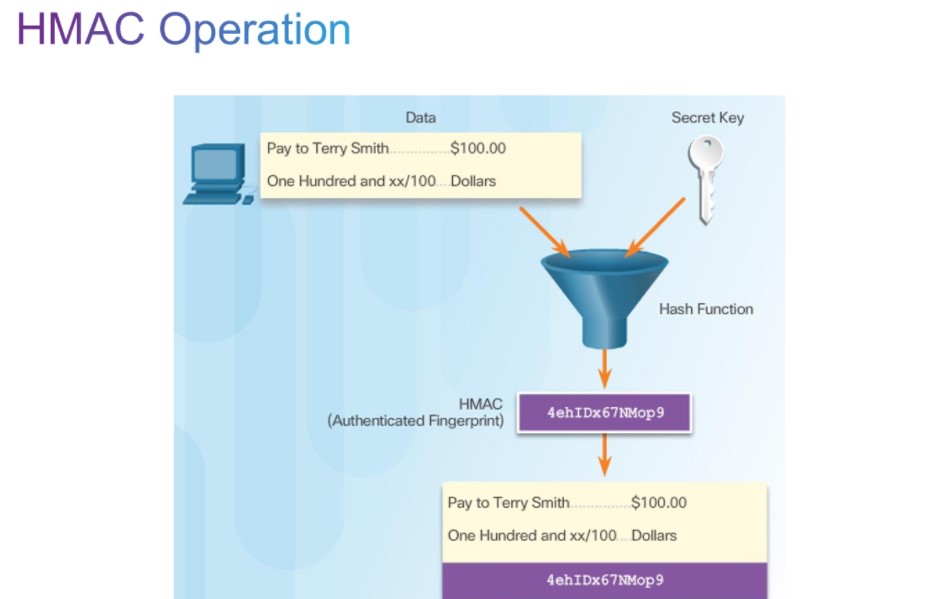 HMAC Operation
Data
Secret Key
Pay to Terry Smith...............$100.00
One Hundred and xx/100....Dollars
Hash Function
HMAC
(Authenticated Fingerprint)
4ehIDx67NMop9
Pay to Terry Smith...............$100.00
One Hundred and xx/100....Dollars
4ehIDx67NMop9